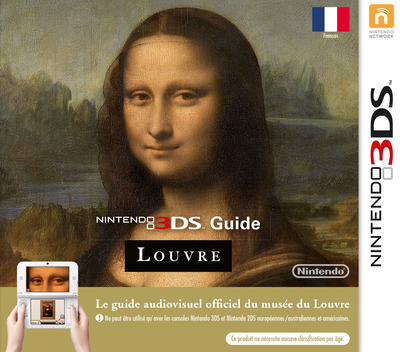 Français
NINTENDO NETWORK
NINTENDO 3DS
NINTENDO 3DS Guide
LOUVRE
Nintendo
Le guide audiovisuel officiel du musée du Louvre
! Ne peut être utilisé qu'avec les consoles Nintendo 3DS et Nintendo 2DS européennes/australiennes et américaines.
Ce produit ne nécessite aucune classification par âge.